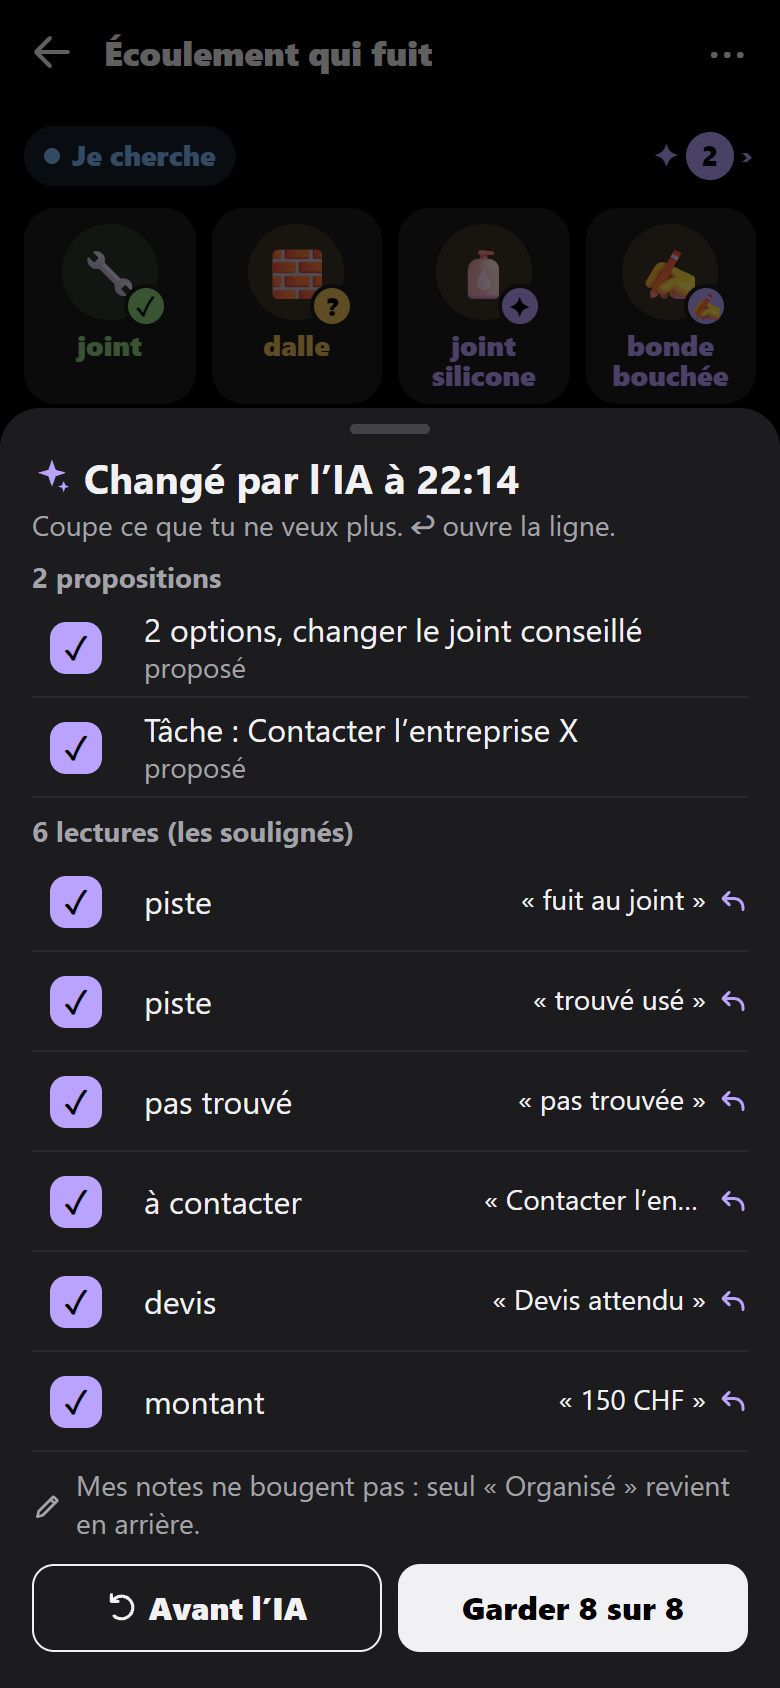 Écoulement qui fuit
Je cherche
2
joint
dalle
joint
silicone
bonde
bouchée
?
Changé par l’IA à 22:14
Coupe ce que tu ne veux plus. ↩ ouvre la ligne.
2 propositions
2 options, changer le joint conseillé
proposé
Tâche : Contacter l’entreprise X
proposé
6 lectures (les soulignés)
piste « fuit au joint »
piste « trouvé usé »
pas trouvé « pas trouvée »
à contacter « Contacter l’en...
devis « Devis attendu »
montant « 150 CHF »
Mes notes ne bougent pas : seul « Organisé » revient
en arrière.
Avant l’IA
Garder 8 sur 8